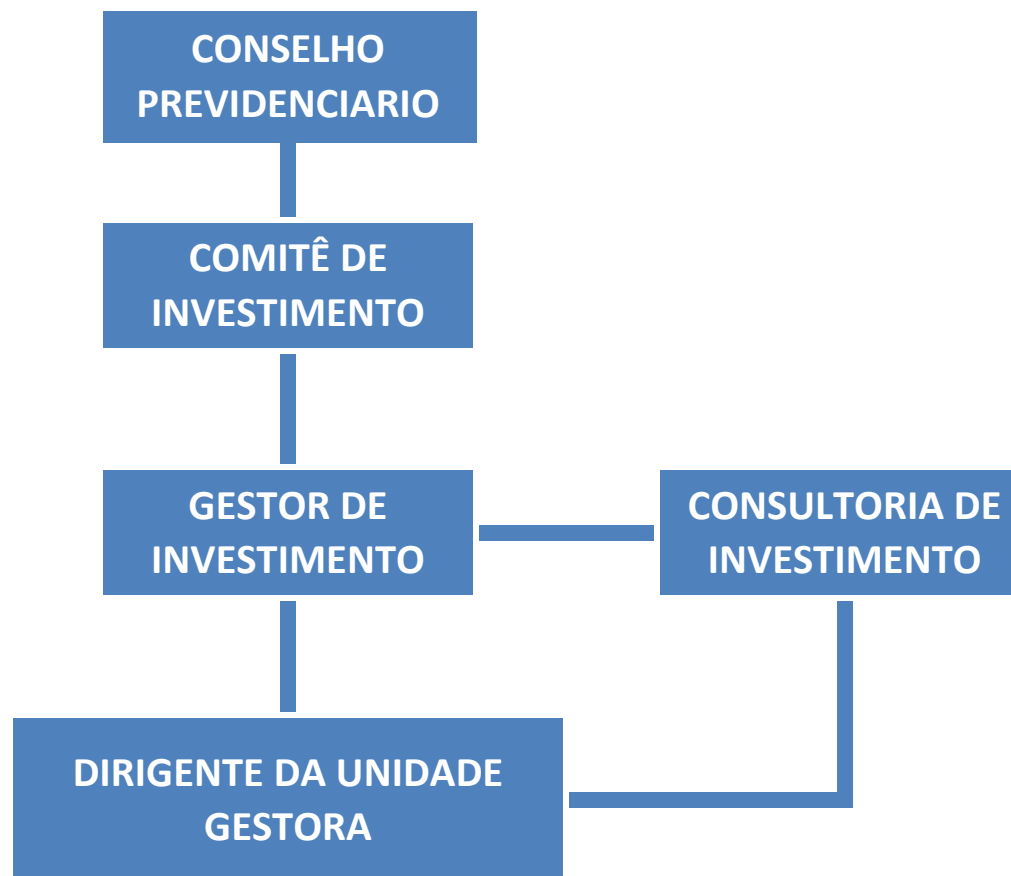 CONSELHO
PREVIDENCIARIO
COMITÊ DE
INVESTIMENTO
GESTOR DE
INVESTIMENTO
CONSULTORIA DE
INVESTIMENTO
DIRIGENTE DA UNIDADE
GESTORA